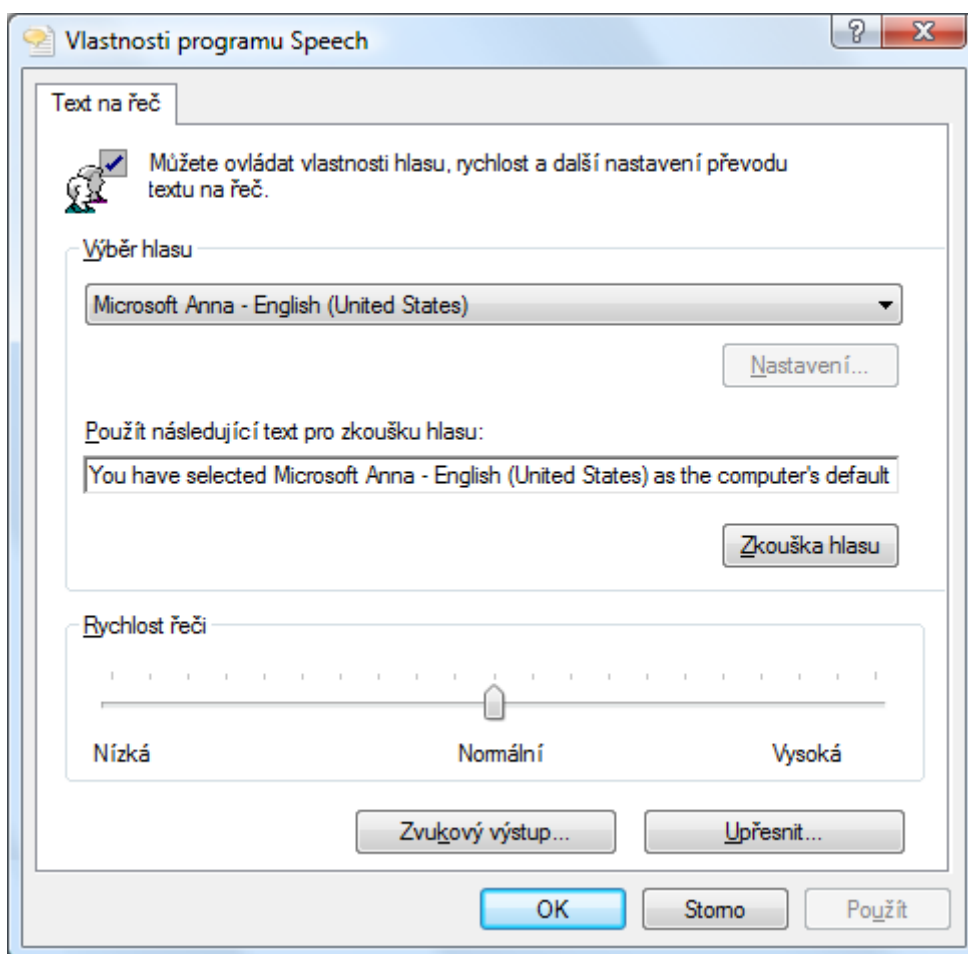 Vlastnosti programu Speech
Text na řeč
Můžete ovládat vlastnosti hlasu, rychlost a další nastavení převodu
textu na řeč.
Výběr hlasu
Microsoft Anna - English (United States)
Nastavení...
Použít následující text pro zkoušku hlasu:
You have selected Microsoft Anna - English (United States) as the computer's default
Zkouška hlasu
Rychlost řeči
Nízká Normální Vysoká
Zvukový výstup... Upřesnit...
OK Storno Použít